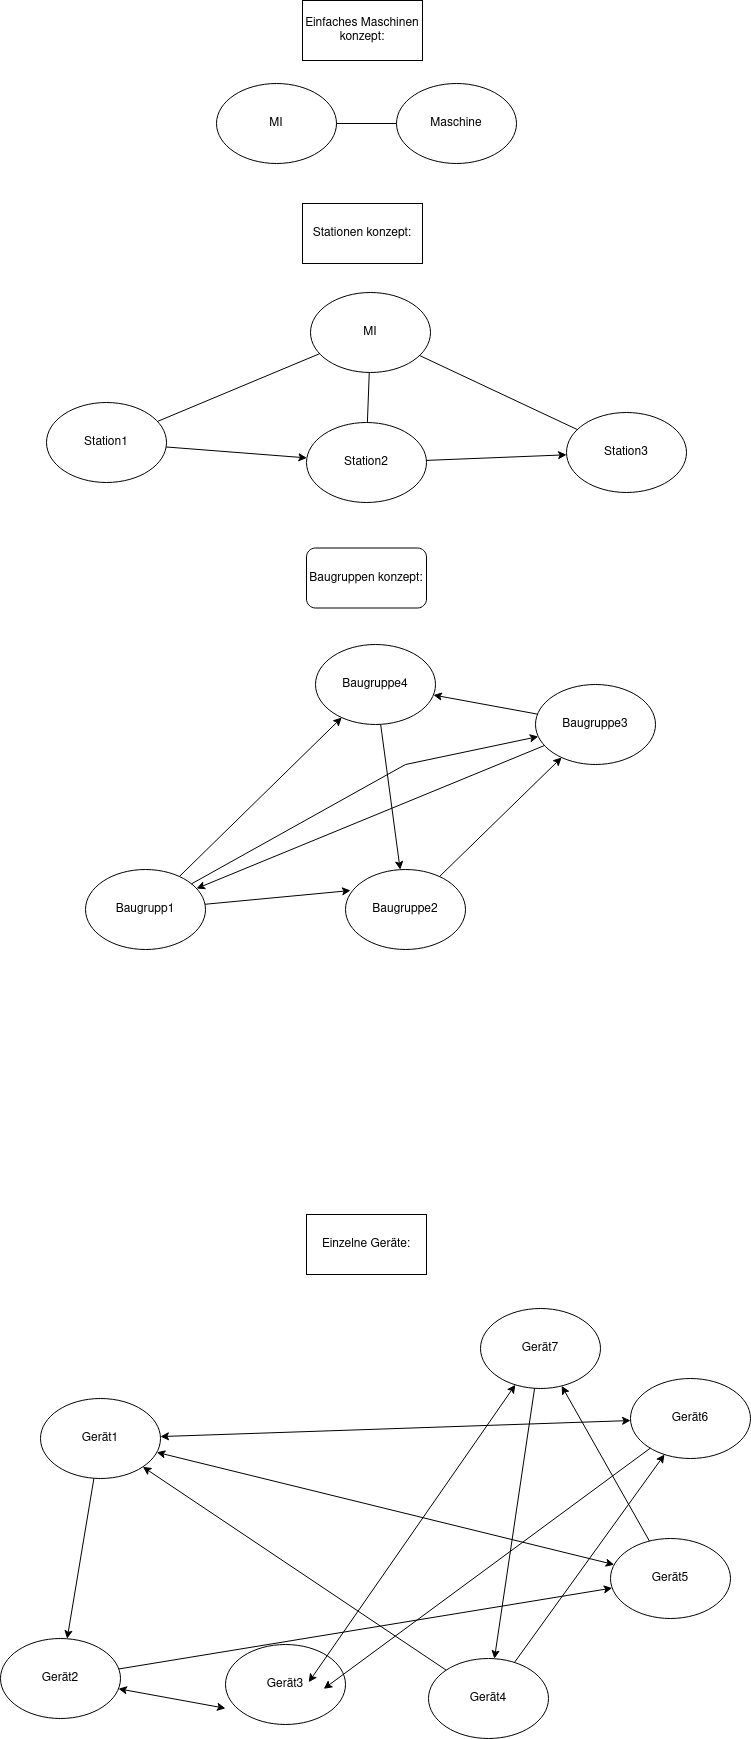 Einfaches Maschinen
konzept:
MI
Maschine
Stationen konzept:
MI
Station1
Station2
Station3
Baugruppen konzept:
Baugruppe4
Baugruppe3
Baugrupp1
Baugruppe2
Einzelne Geräte:
Gerät7
Gerät6
Gerät1
Gerät5
Gerät2
Gerät3
Gerät4